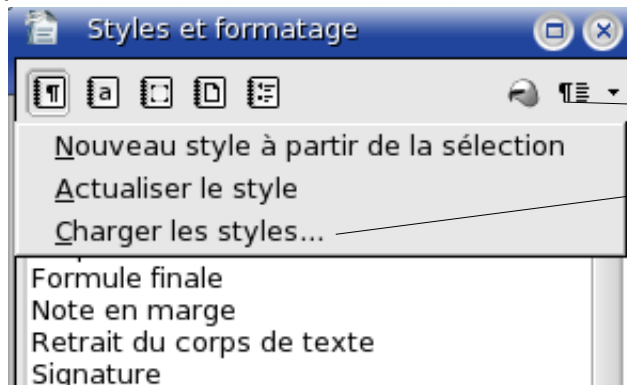 Styles et formatage
Nouveau style à partir de la sélection
Actualiser le style
Charger les styles...
Formule finale
Note en marge
Retrait du corps de texte
Signature